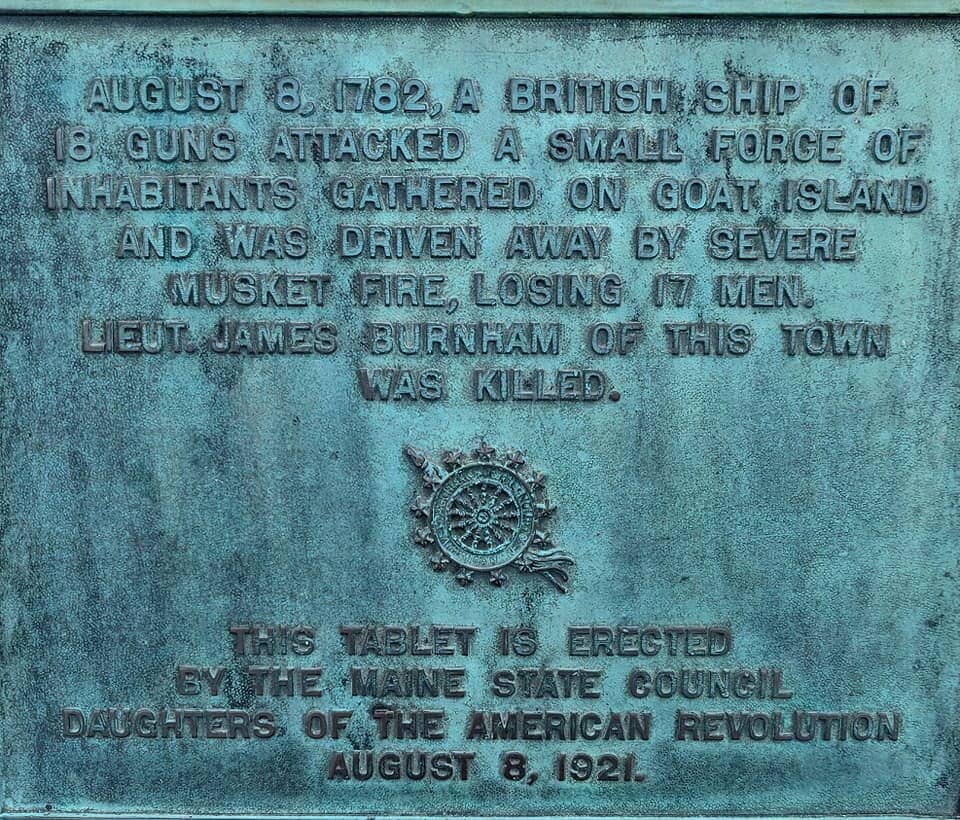 AUGUST 8, 1782, A BRITISH SHIP OF
18 GUNS ATTACKED A SMALL FORCE OF
INHABITANTS GATHERED ON GOAT ISLAND
AND WAS DRIVEN AWAY BY SEVERE
MUSKET FIRE, LOSING 17 MEN.
LIEUT. JAMES BURNHAM OF THIS TOWN
WAS KILLED.
THIS TABLET IS ERECTED
BY THE MAINE STATE COUNCIL
DAUGHTERS OF THE AMERICAN REVOLUTION
AUGUST 8, 1921.